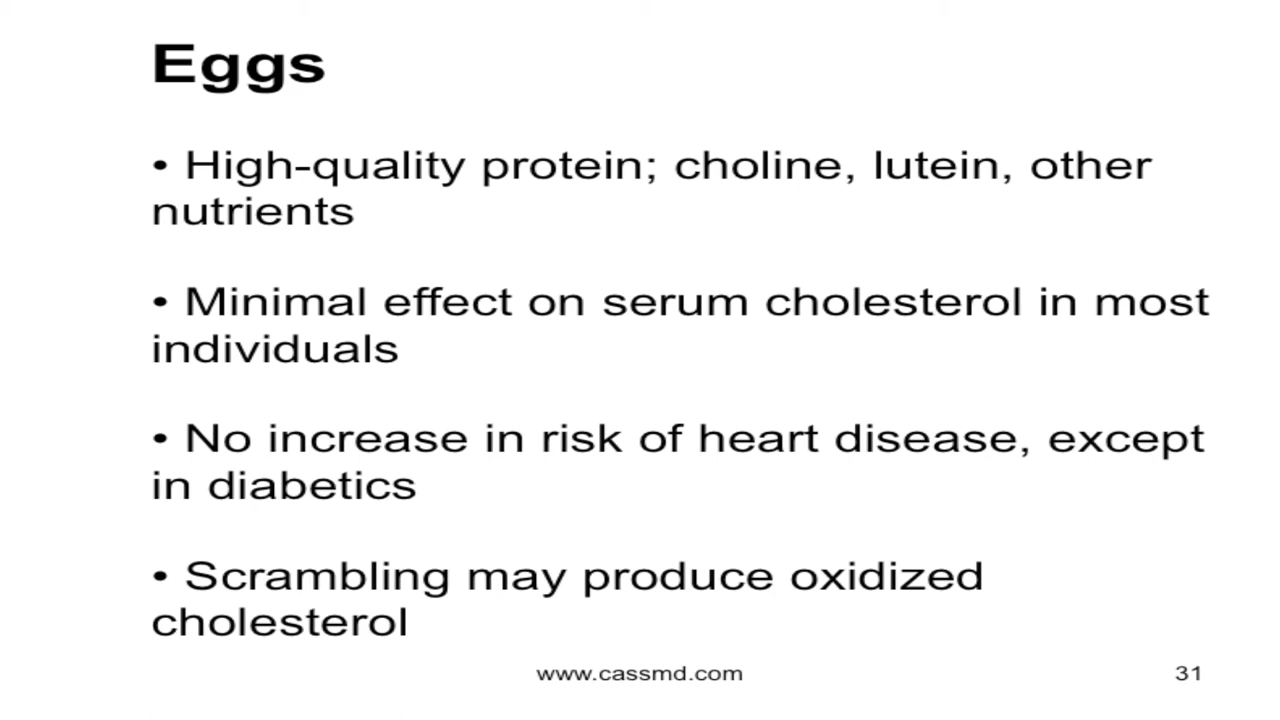 Eggs
• High-quality protein; choline, lutein, other
nutrients
• Minimal effect on serum cholesterol in most
individuals
• No increase in risk of heart disease, except
in diabetics
• Scrambling may produce oxidized
cholesterol
www.cassmd.com
31